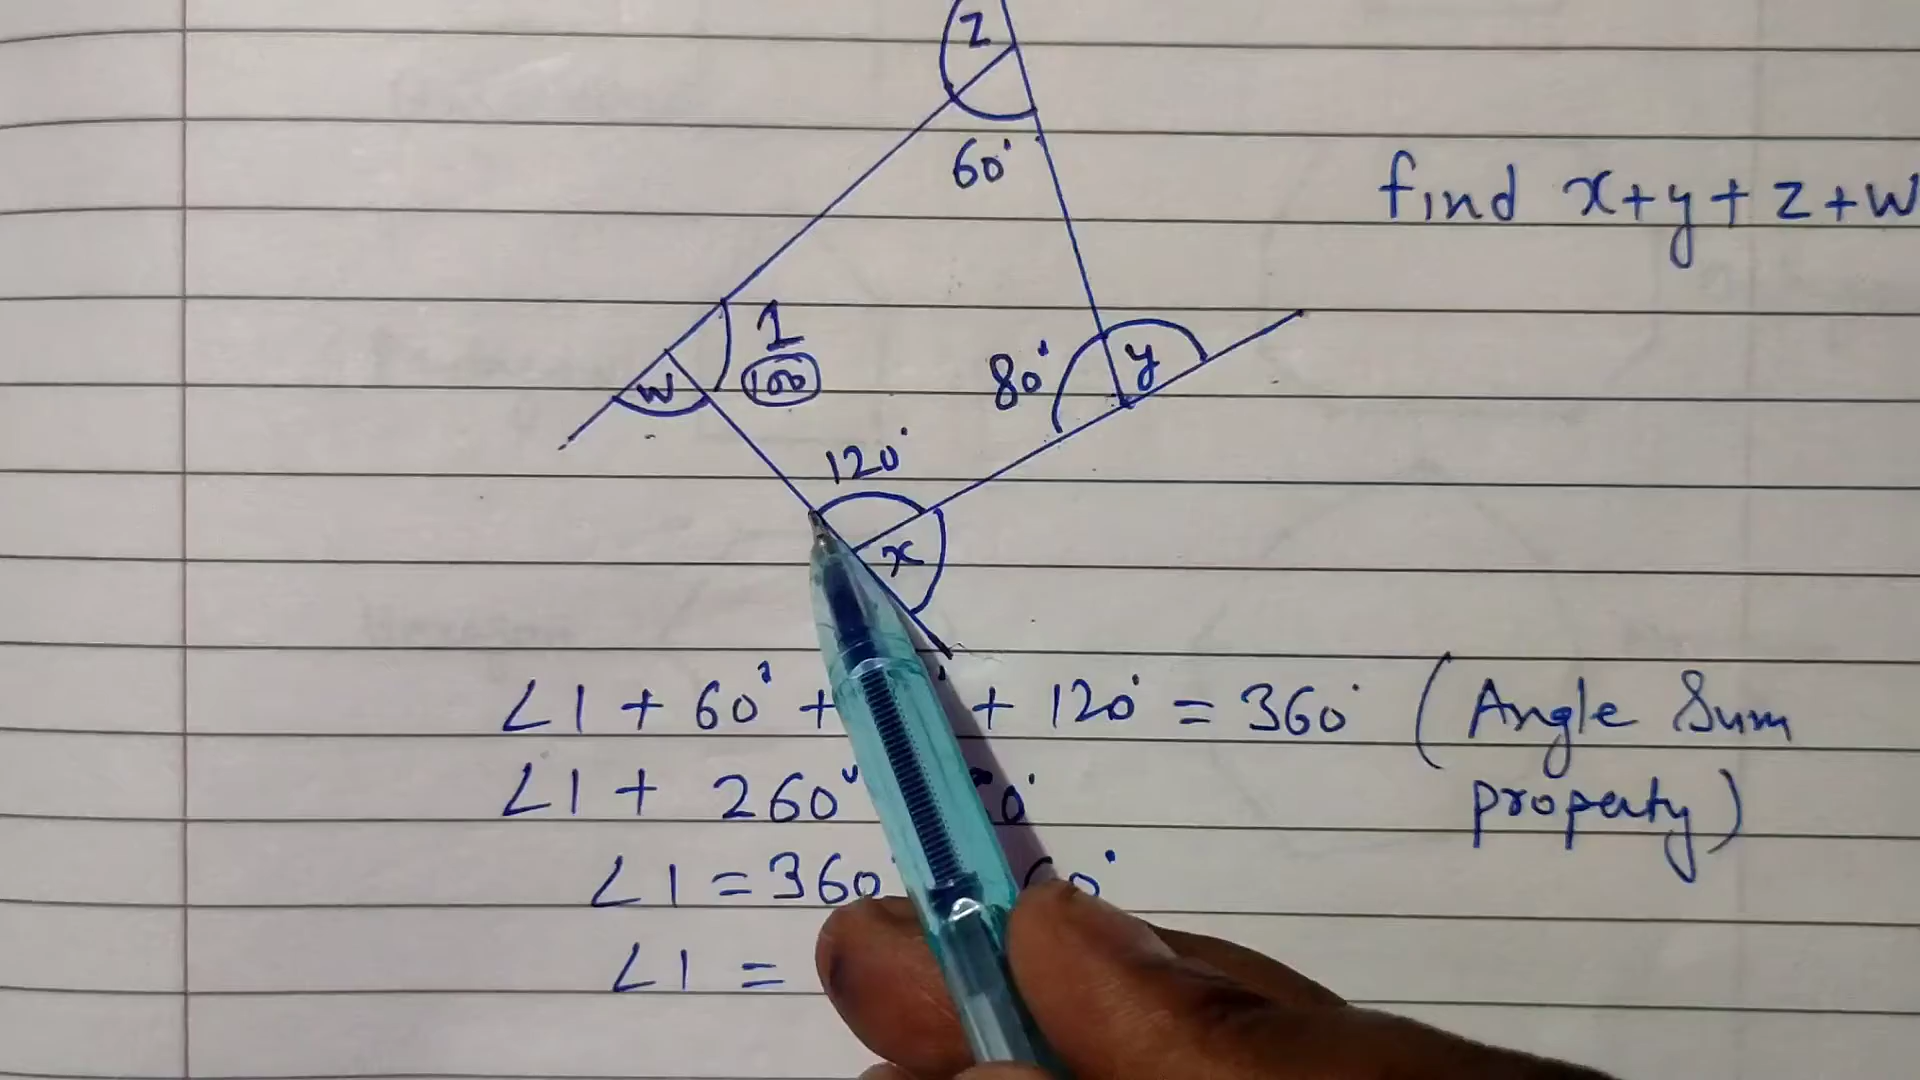 z
60°
find x+y+z+w
1
100
w
80°
y
120°
x
∠1 + 60° + + 120° = 360° (Angle Sum
property)
∠1 + 260°
∠1 = 360°
∠1 =